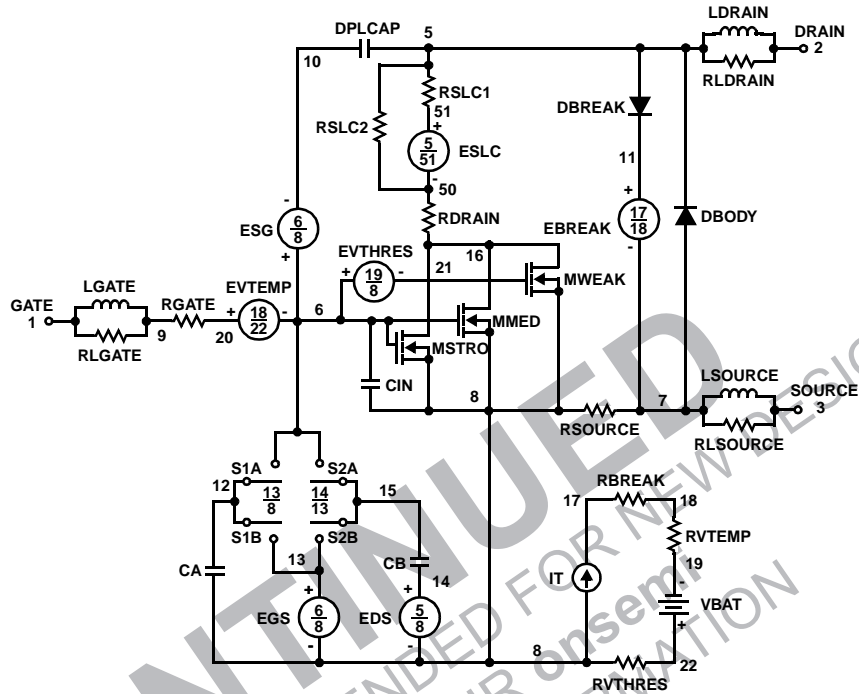 LDRAIN
DPLCAP 5 DRAIN
2
10
RLDRAIN
RSLC1
51
DBREAK
RSLC2
+
5
51
ESLC
11
-
50
-
+
ESG
6
8
RDRAIN
EBREAK
17
18
DBODY
+
EVTHRES
16
-
+ 19 - 21
8
MWEAK
LGATE
EVTEMP
GATE
1
RGATE
+ 18 - 6
22
MMED
9 20
MSTRO
RLGATE
CIN
LSOURCE
8 7 SOURCE
3
RSOURCE
RLSOURCE
S1A S2A
12 13
8
14
13
15
RBREAK
17 18
S1B S2B
RVTEMP
13
CB
19
CA
14
IT
-
+ +
VBAT
EGS 6
8
EDS 5
8
+
- -
8
22
RVTHRES